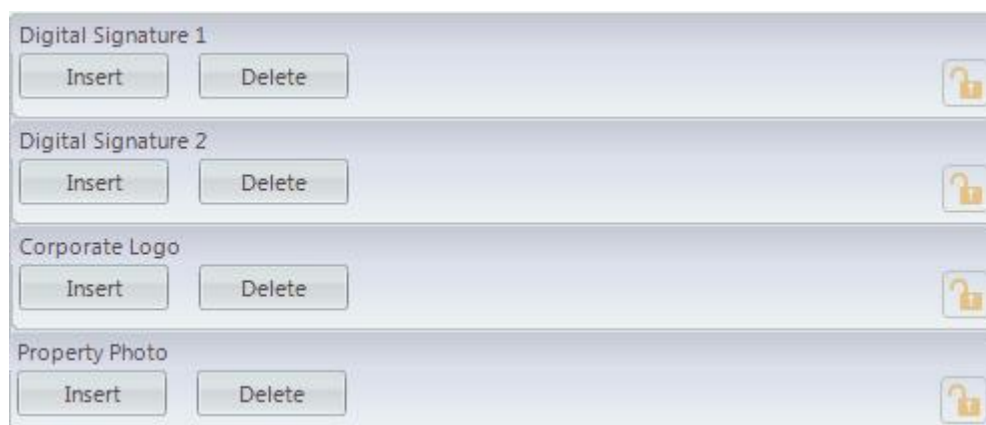 Digital Signature 1
Insert Delete
Digital Signature 2
Insert Delete
Corporate Logo
Insert Delete
Property Photo
Insert Delete